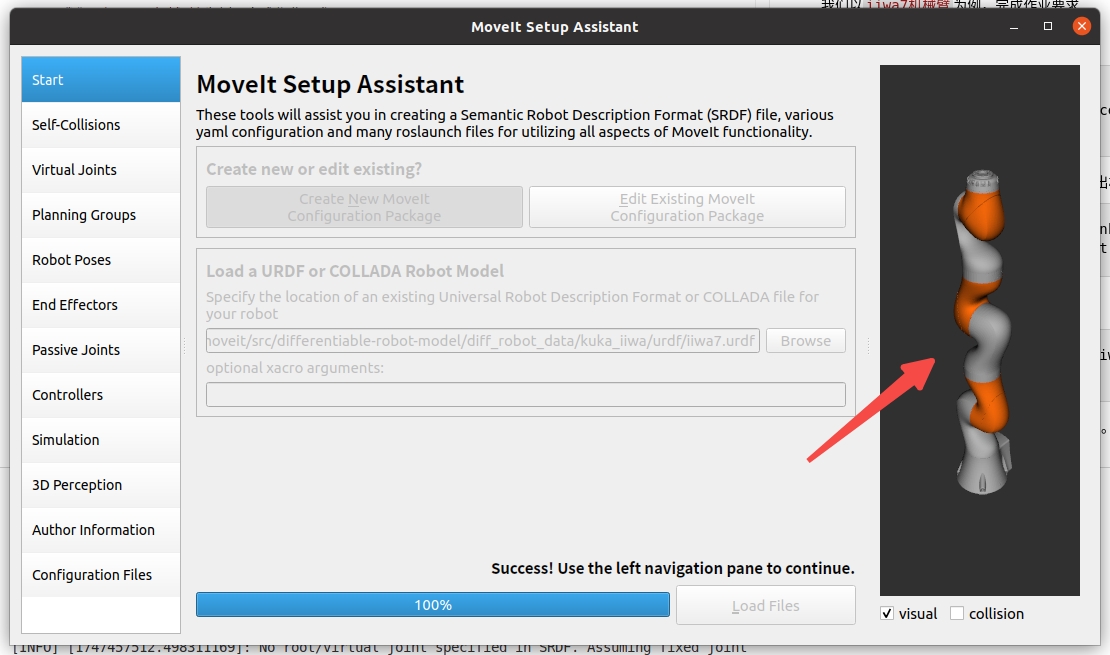 我们以 iiwa7机械臂 为例，完成作业要求
MoveIt Setup Assistant
Start
Self-Collisions
Virtual Joints
Planning Groups
Robot Poses
End Effectors
Passive Joints
Controllers
Simulation
3D Perception
Author Information
Configuration Files
MoveIt Setup Assistant
These tools will assist you in creating a Semantic Robot Description Format (SRDF) file, various
yaml configuration and many roslaunch files for utilizing all aspects of MoveIt functionality.
Create new or edit existing?
Create New MoveIt
Configuration Package
Edit Existing MoveIt
Configuration Package
Load a URDF or COLLADA Robot Model
Specify the location of an existing Universal Robot Description Format or COLLADA file for
your robot
noveit/src/differentiable-robot-model/diff_robot_data/kuka_iiwa/urdf/iiwa7.urdf
Browse
optional xacro arguments:
Success! Use the left navigation pane to continue.
100%
Load Files
visual
collision
[INFO] [1747457512.498311169]: No root/virtual joint specified in SRDF. Assuming fixed joint